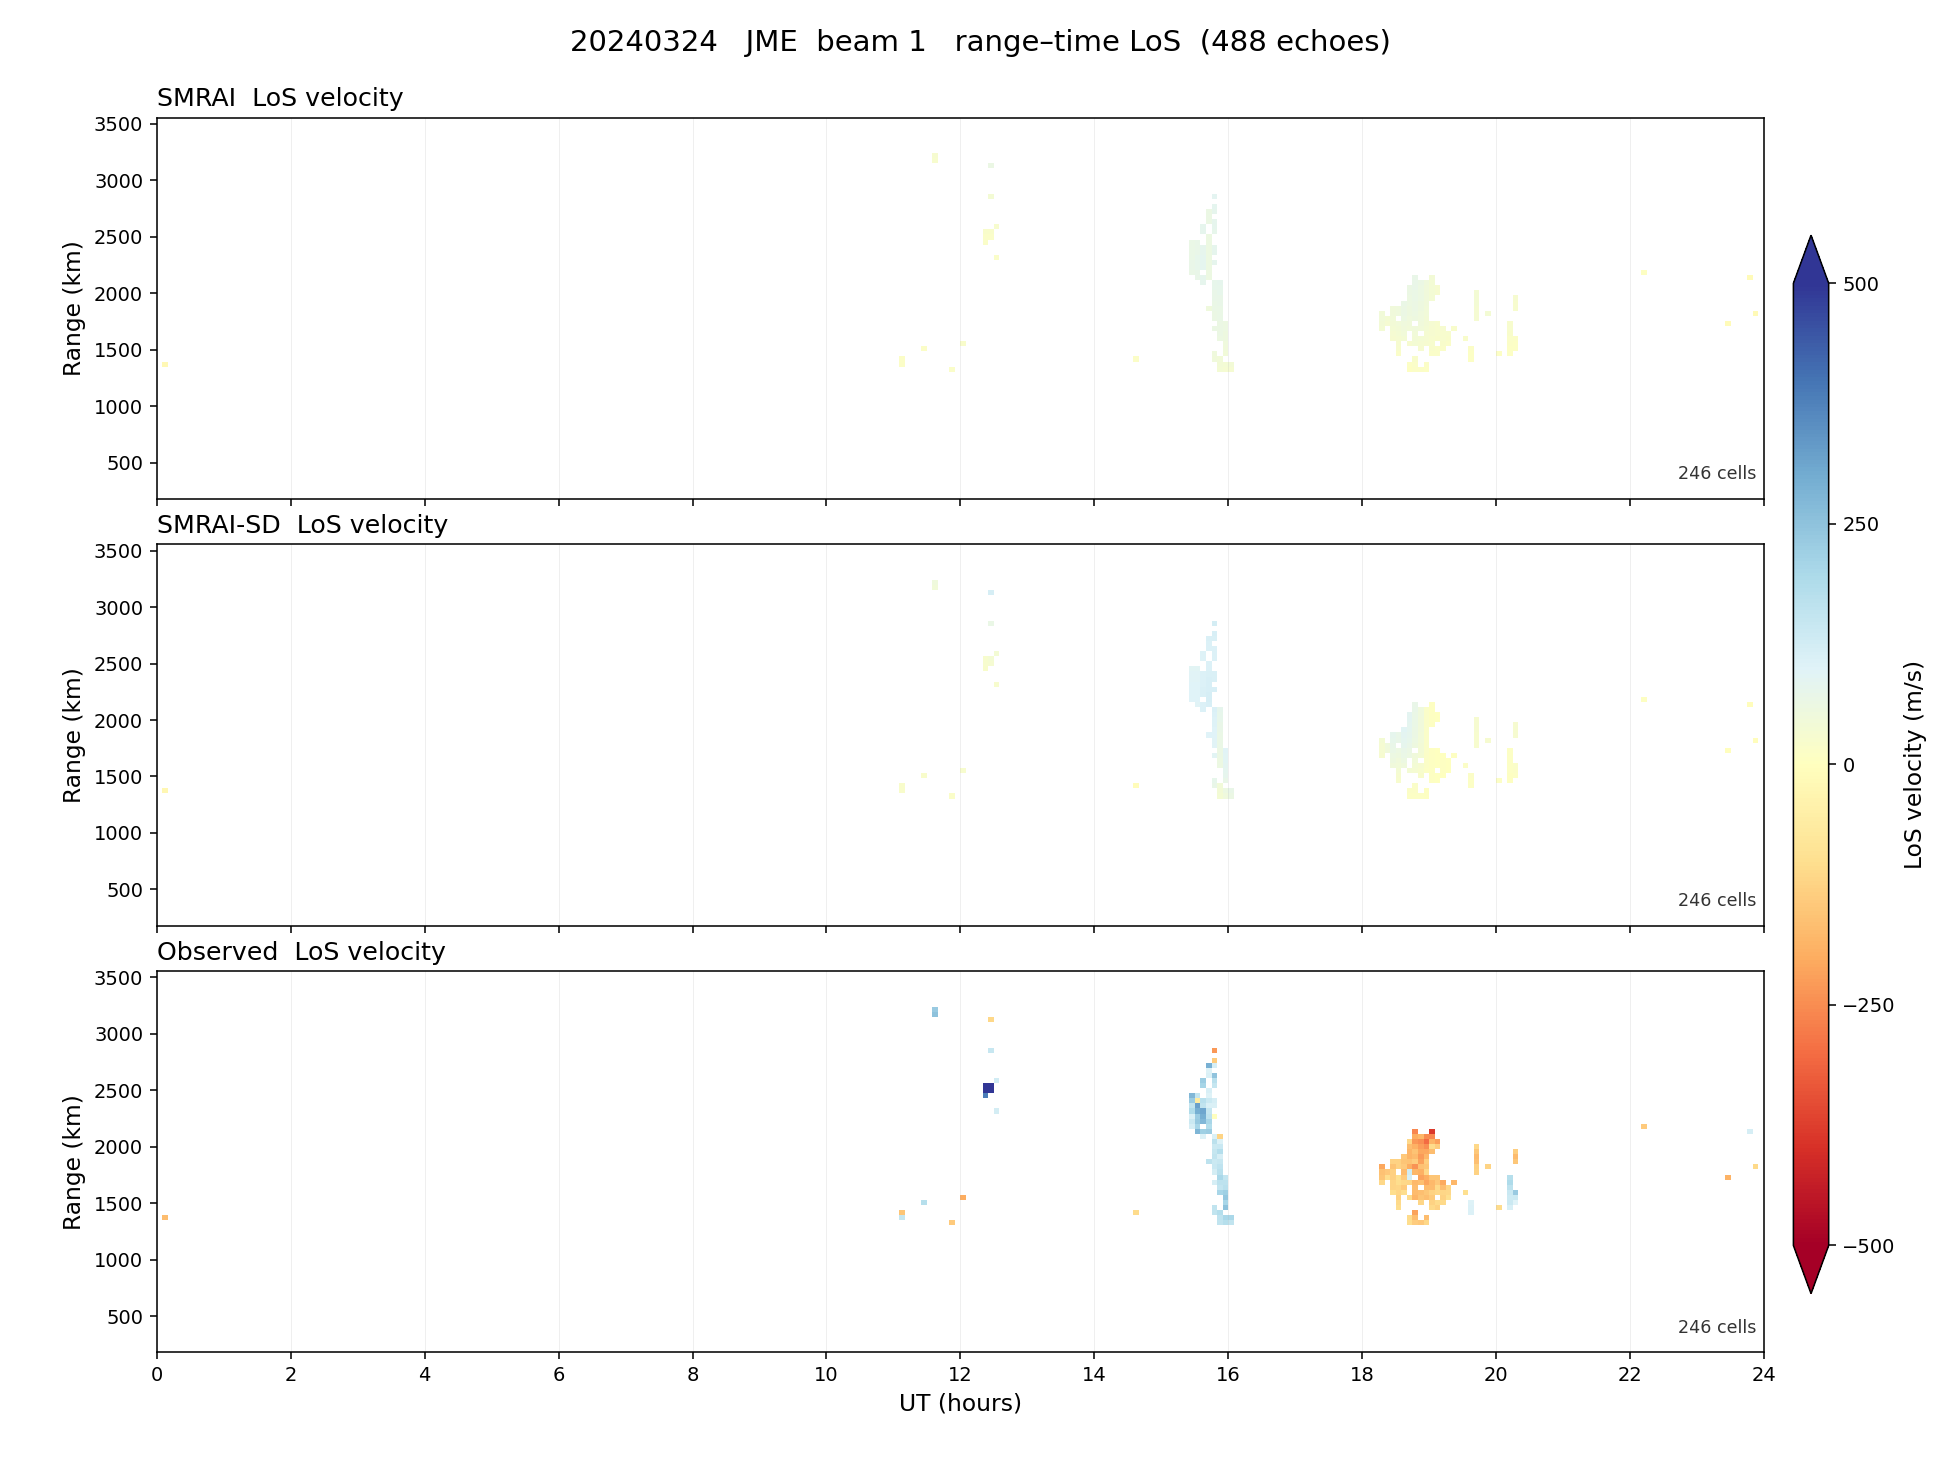 20240324   JME  beam 1   range–time LoS  (488 echoes)
SMRAI  LoS velocity
3500
3000
2500
2000
1500
1000
500
Range (km)
246 cells
SMRAI-SD  LoS velocity
3500
3000
2500
2000
1500
1000
500
Range (km)
246 cells
Observed  LoS velocity
3500
3000
2500
2000
1500
1000
500
Range (km)
246 cells
0 2 4 6 8 10 12 14 16 18 20 22 24
UT (hours)
500
250
0
−250
−500
LoS velocity (m/s)